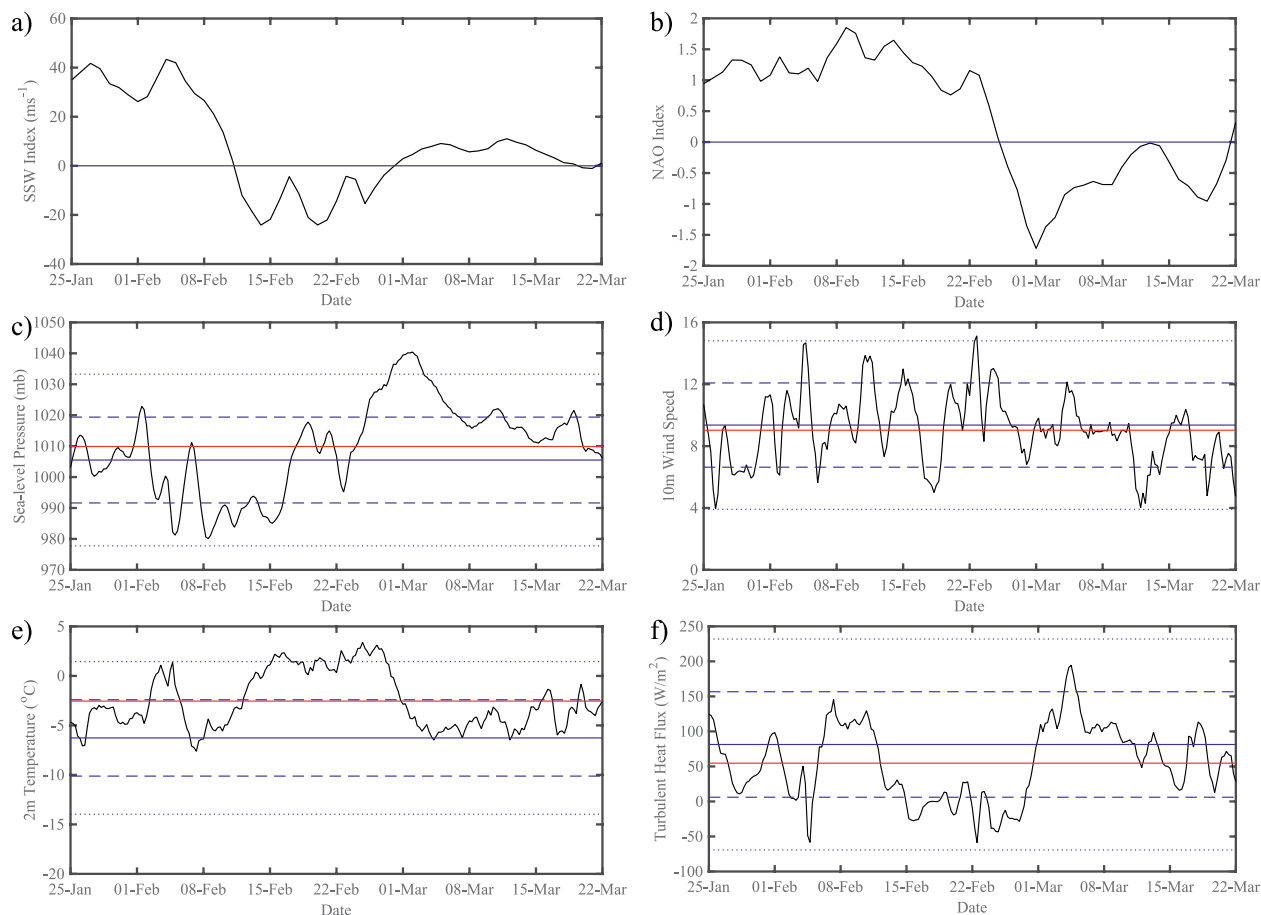 a)
60
40
20
0
-20
-40
SSW Index (ms-1)
25-Jan 01-Feb 08-Feb 15-Feb 22-Feb 01-Mar 08-Mar 15-Mar 22-Mar
Date
b)
2
1.5
1
0.5
0
-0.5
-1
-1.5
-2
NAO Index
25-Jan 01-Feb 08-Feb 15-Feb 22-Feb 01-Mar 08-Mar 15-Mar 22-Mar
Date
c)
1050
1040
1030
1020
1010
1000
990
980
970
Sea-level Pressure (mb)
25-Jan 01-Feb 08-Feb 15-Feb 22-Feb 01-Mar 08-Mar 15-Mar 22-Mar
Date
d)
16
12
8
4
0
10m Wind Speed
25-Jan 01-Feb 08-Feb 15-Feb 22-Feb 01-Mar 08-Mar 15-Mar 22-Mar
Date
e)
5
0
-5
-10
-15
-20
2m Temperature (°C)
25-Jan 01-Feb 08-Feb 15-Feb 22-Feb 01-Mar 08-Mar 15-Mar 22-Mar
Date
f)
250
200
150
100
50
0
-50
-100
Turbulent Heat Flux (W/m2)
25-Jan 01-Feb 08-Feb 15-Feb 22-Feb 01-Mar 08-Mar 15-Mar 22-Mar
Date